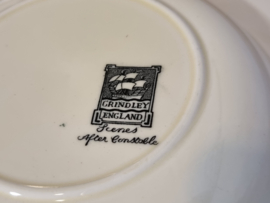 GRINDLEY
ENGLAND
Scenes
After Constable